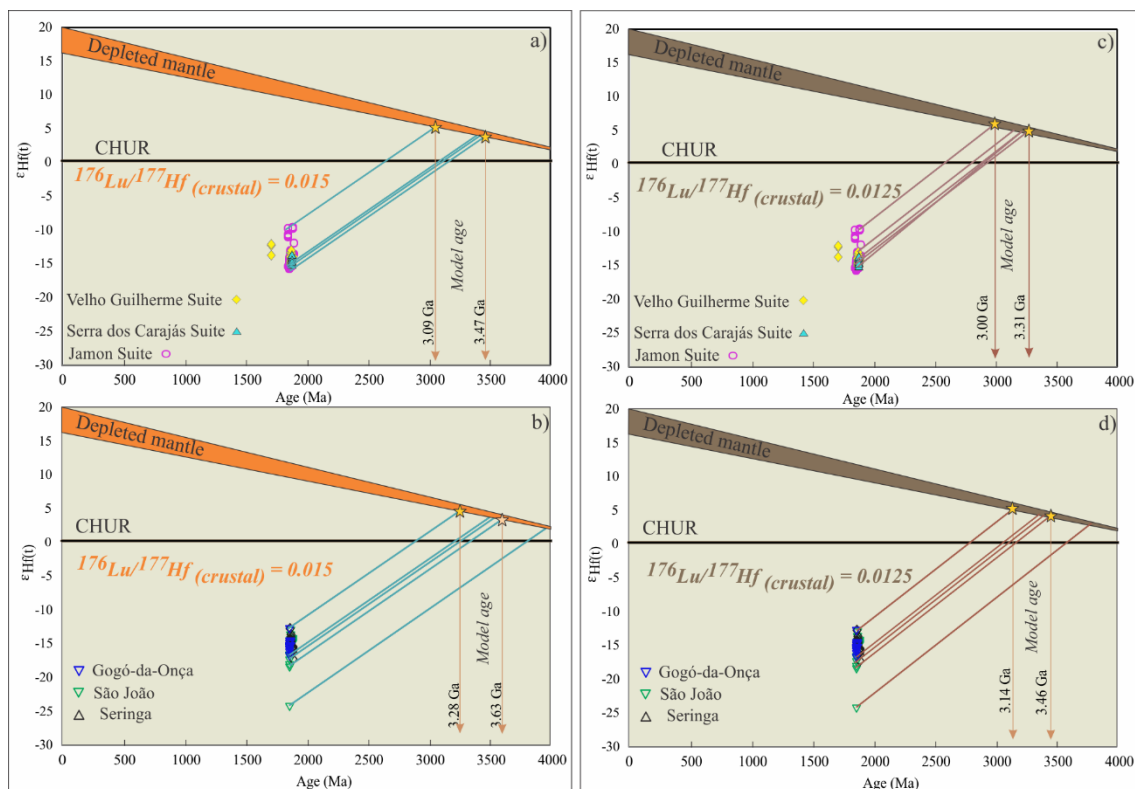 a)
20
15
10
5
0
-5
-10
-15
-20
-25
-30
εHf(t)
Depleted mantle
CHUR
176Lu/177Hf (crustal) = 0.015
Velho Guilherme Suite
Serra dos Carajás Suite
Jamon Suite
Model age
3.09 Ga
3.47 Ga
0 500 1000 1500 2000 2500 3000 3500 4000
Age (Ma)
c)
20
15
10
5
0
-5
-10
-15
-20
-25
-30
εHf(t)
Depleted mantle
CHUR
176Lu/177Hf (crustal) = 0.0125
Velho Guilherme Suite
Serra dos Carajás Suite
Jamon Suite
Model age
3.00 Ga
3.31 Ga
0 500 1000 1500 2000 2500 3000 3500 4000
Age (Ma)
b)
20
15
10
5
0
-5
-10
-15
-20
-25
-30
εHf(t)
Depleted mantle
CHUR
176Lu/177Hf (crustal) = 0.015
Gogó-da-Onça
São João
Seringa
Model age
3.28 Ga
3.63 Ga
0 500 1000 1500 2000 2500 3000 3500 4000
Age (Ma)
d)
20
15
10
5
0
-5
-10
-15
-20
-25
-30
εHf(t)
Depleted mantle
CHUR
176Lu/177Hf (crustal) = 0.0125
Gogó-da-Onça
São João
Seringa
Model age
3.14 Ga
3.46 Ga
0 500 1000 1500 2000 2500 3000 3500 4000
Age (Ma)